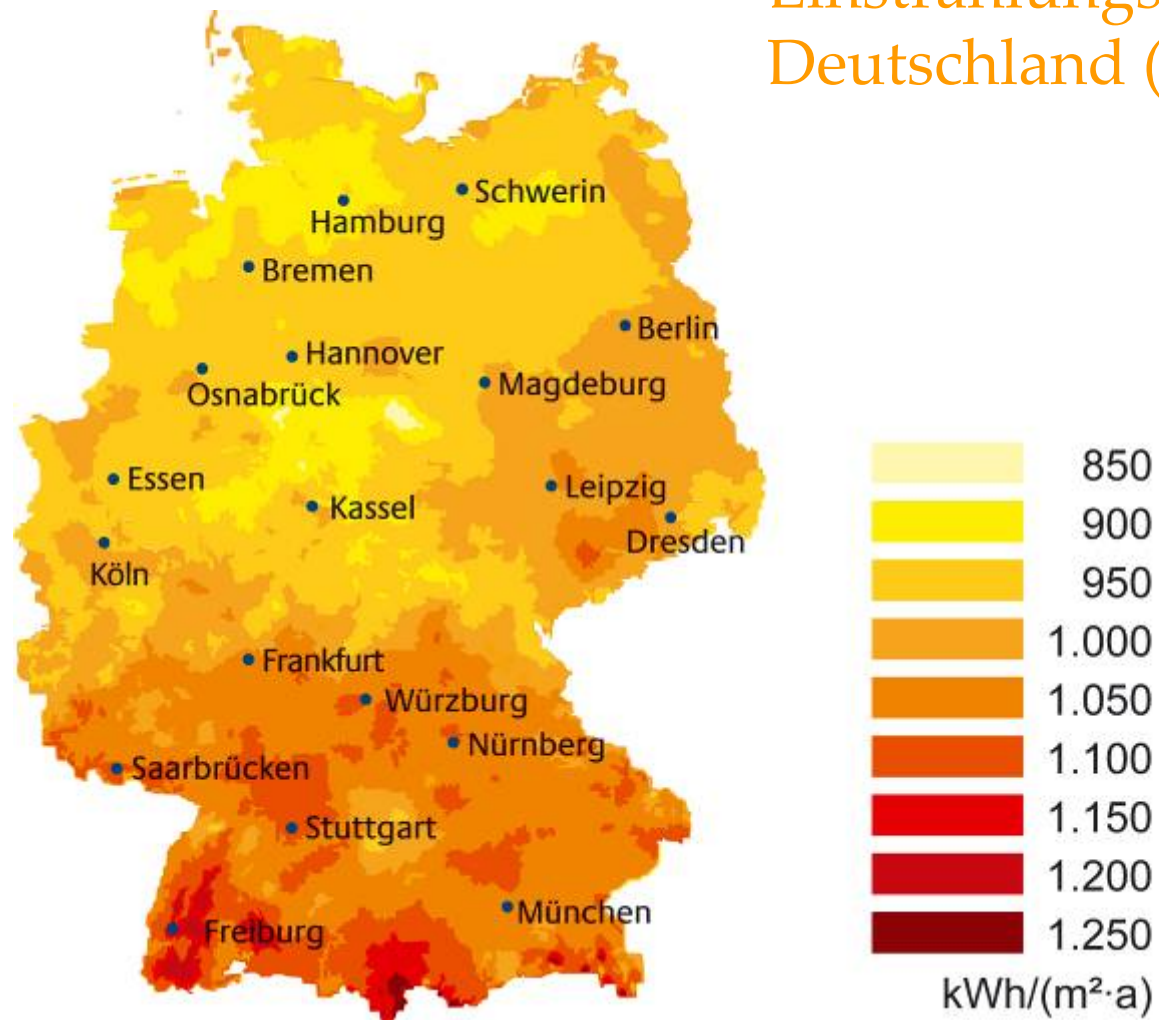 Deutschland (
Schwerin
Hamburg
Bremen
Berlin
Hannover
Magdeburg
Osnabrück
Essen
Leipzig
Kassel
Dresden
Köln
Frankfurt
Würzburg
Nürnberg
Saarbrücken
Stuttgart
München
Freiburg
850
900
950
1.000
1.050
1.100
1.150
1.200
1.250
kWh/(m²·a)